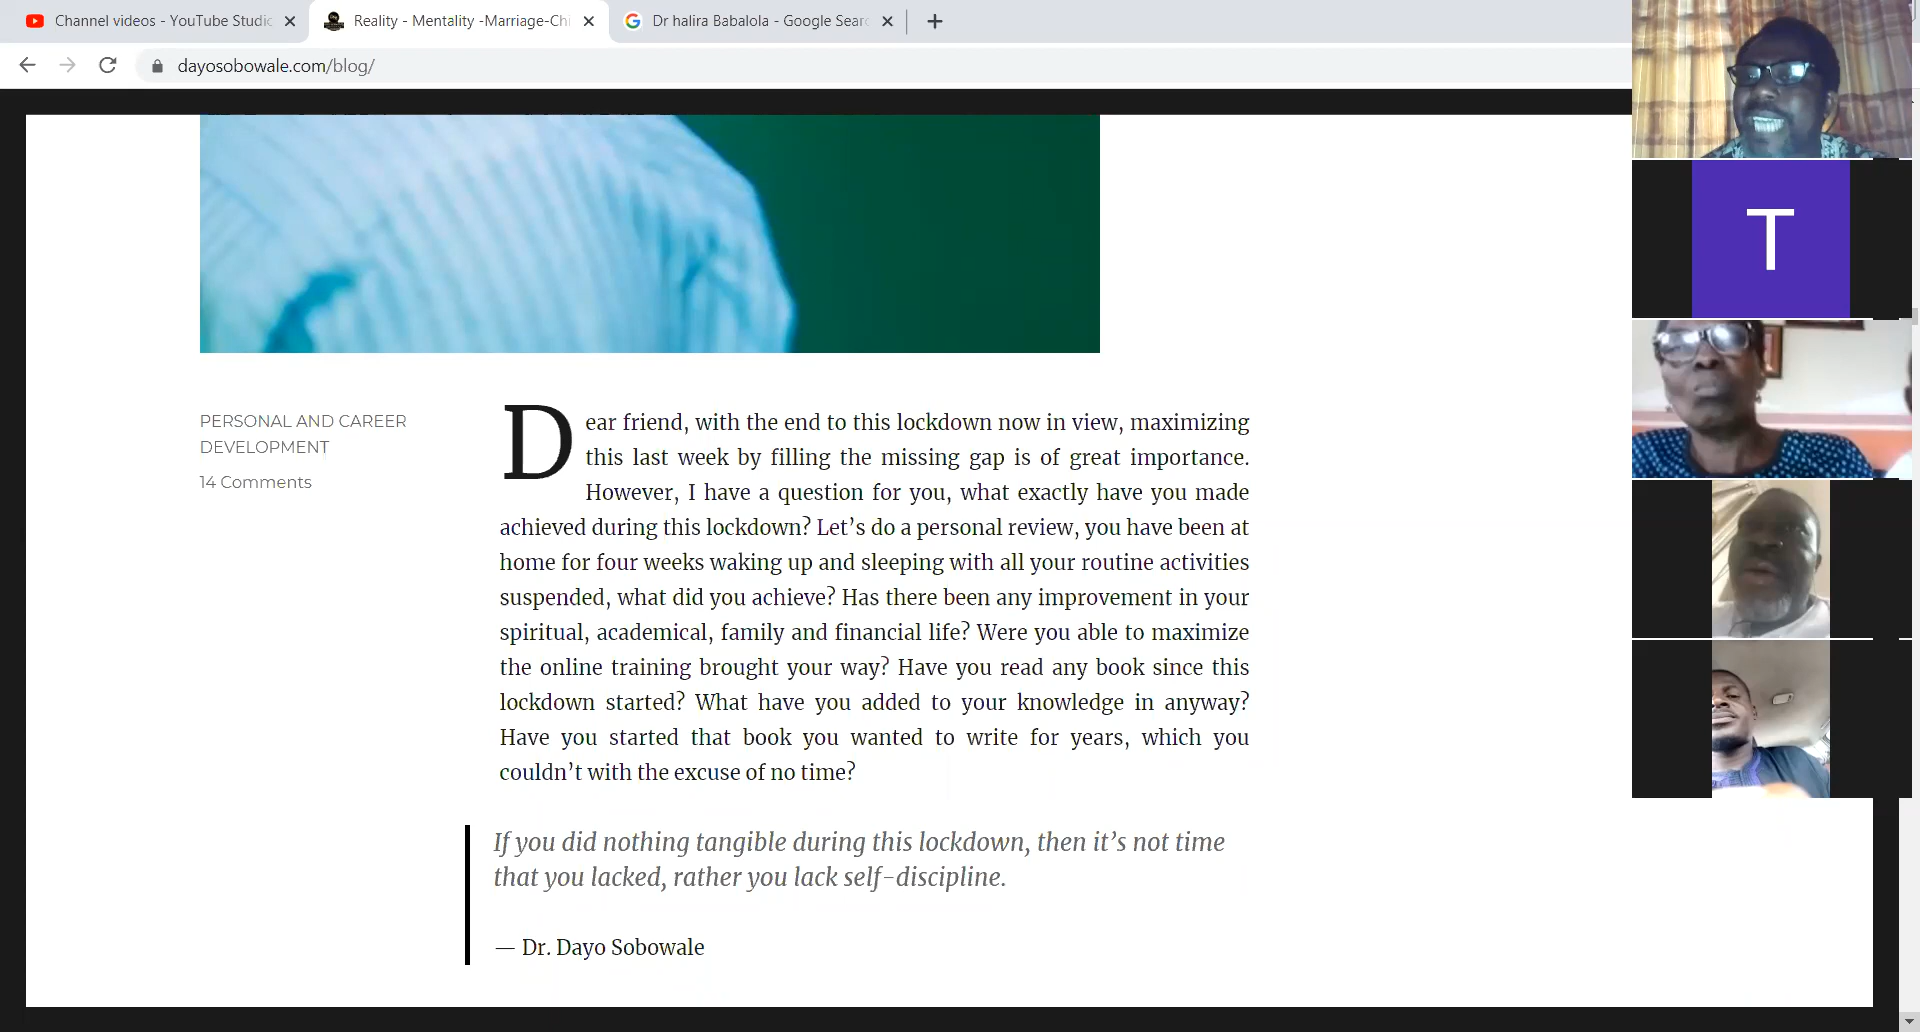 Channel videos - YouTube Studio
Reality - Mentality -Marriage-Chi
Dr halira Babalola - Google Searc
dayosobowale.com/blog/
T
PERSONAL AND CAREER
DEVELOPMENT
14 Comments
Dear friend, with the end to this lockdown now in view, maximizing
this last week by filling the missing gap is of great importance.
However, I have a question for you, what exactly have you made
achieved during this lockdown? Let’s do a personal review, you have been at
home for four weeks waking up and sleeping with all your routine activities
suspended, what did you achieve? Has there been any improvement in your
spiritual, academical, family and financial life? Were you able to maximize
the online training brought your way? Have you read any book since this
lockdown started? What have you added to your knowledge in anyway?
Have you started that book you wanted to write for years, which you
couldn’t with the excuse of no time?
If you did nothing tangible during this lockdown, then it’s not time
that you lacked, rather you lack self-discipline.
— Dr. Dayo Sobowale